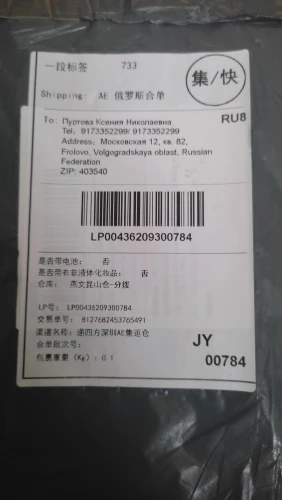 一段标签 733
集/快
Shipping: AE 俄罗斯合单
To: Пургова Ксения Николаевна
RU8
Tel: 9173352299/ 9173352299
Address: Московская 12, кв. 82,
Frolovo, Volgogradskaya oblast, Russian
Federation
ZIP: 403540
LP00436209300784
是否带电池: 否
是否带有非液体化妆品: 否
仓库: 燕文昆山仓-分拨
LP号: LP00436209300784
交易单号: 8127682453765491
渠道名称: 递四方深圳AE集运仓
合单批次号:
包裹重量 (Kg): 0.1
JY
00784